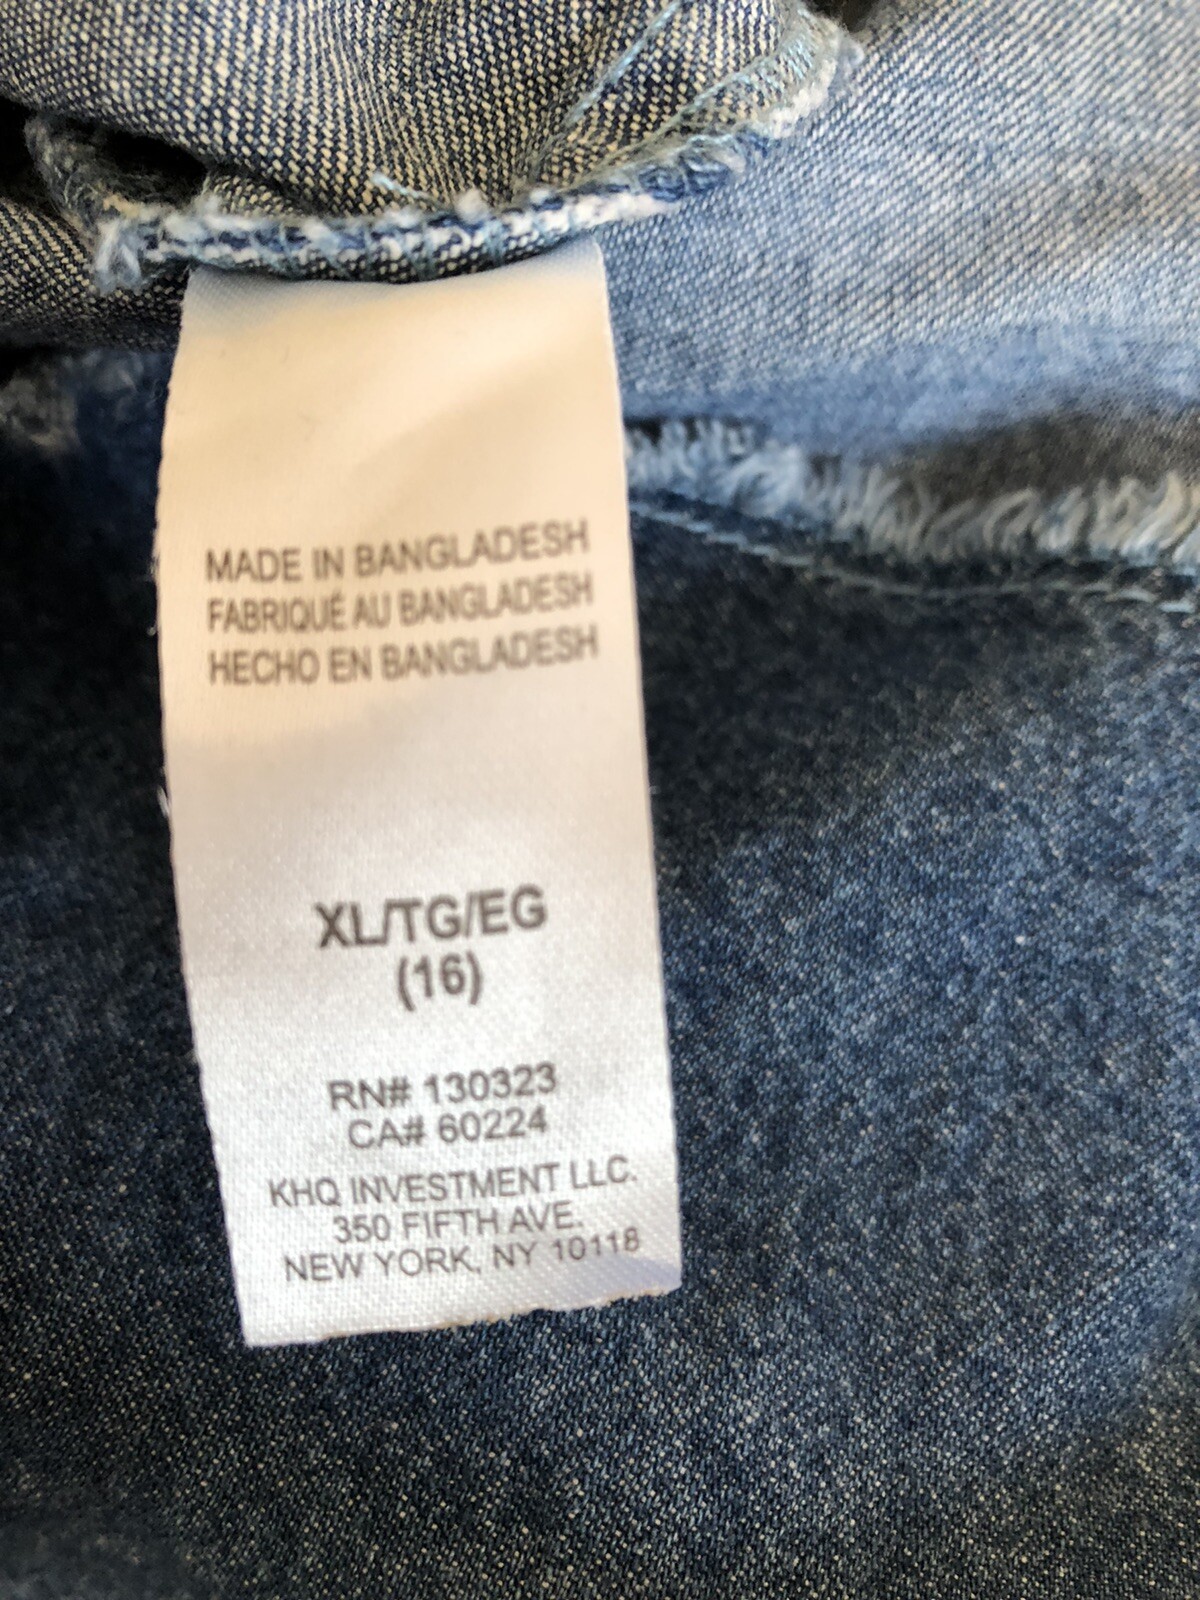 MADE IN BANGLADESH
FABRIQUÉ AU BANGLADESH
HECHO EN BANGLADESH
XL/TG/EG
(16)
RN# 130323
CA# 60224
KHQ INVESTMENT LLC.
350 FIFTH AVE.
NEW YORK, NY 10118